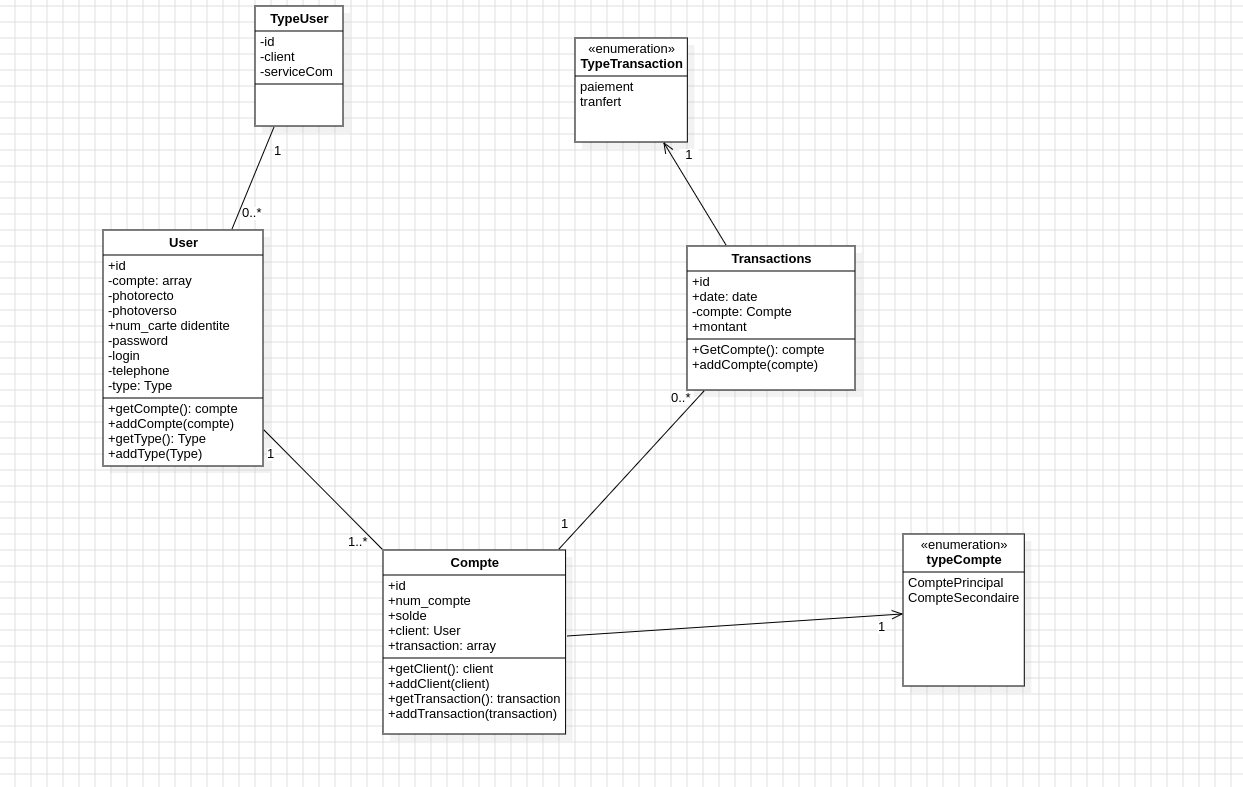 TypeUser
-id
-client
-serviceCom
«enumeration»
TypeTransaction
paiement
tranfert
1
1
0..*
User
+id
-compte: array
-photorecto
-photoverso
+num_carte didentite
-password
-login
-telephone
-type: Type
+getCompte(): compte
+addCompte(compte)
+getType(): Type
+addType(Type)
Transactions
+id
+date: date
-compte: Compte
+montant
+GetCompte(): compte
+addCompte(compte)
0..*
1
1
1..*
Compte
+id
+num_compte
+solde
+client: User
+transaction: array
+getClient(): client
+addClient(client)
+getTransaction(): transaction
+addTransaction(transaction)
«enumeration»
typeCompte
ComptePrincipal
CompteSecondaire
1